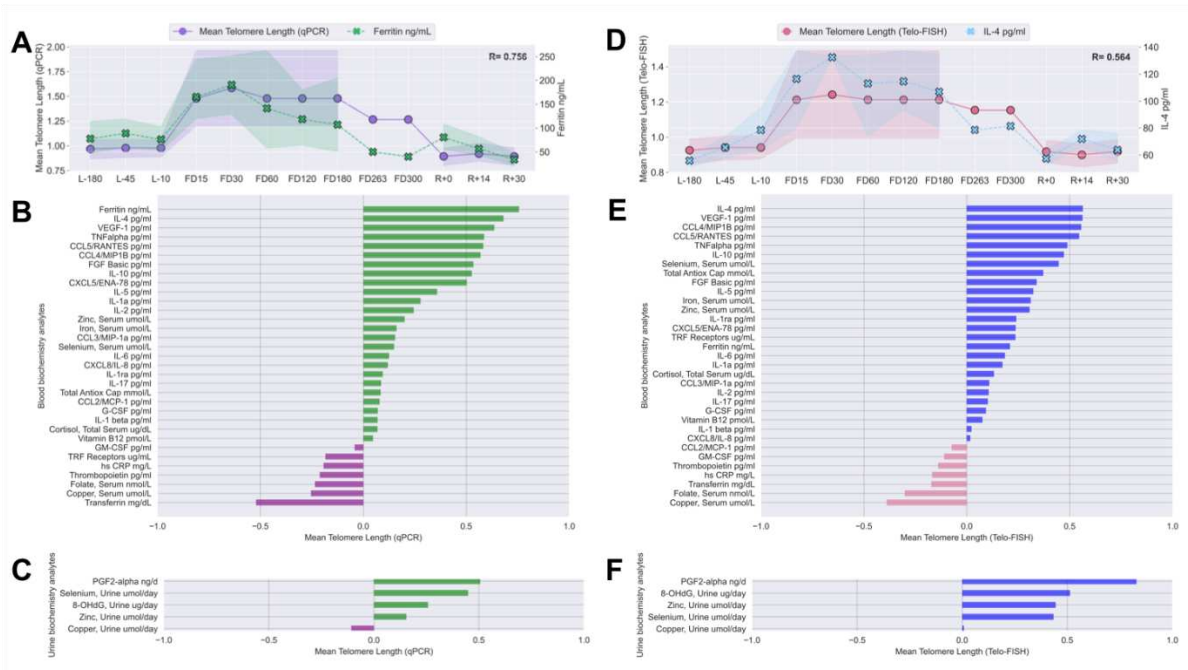 A
Mean Telomere Length (qPCR) Ferritin ng/mL
R= 0.756
Mean Telomere Length (qPCR)
2.00
1.75
1.50
1.25
1.00
0.75
250
200
150
100
50
Ferritin ng/mL
L-180 L-45 L-10 FD15 FD30 FD60 FD120 FD180 FD263 FD300 R+0 R+14 R+30
B
Blood biochemistry analytes
Ferritin ng/mL
IL-4 pg/ml
VEGF-1 pg/ml
TNFalpha pg/ml
CCL5/RANTES pg/ml
CCL4/MIP1B pg/ml
FGF Basic pg/ml
IL-10 pg/ml
CXCL5/ENA-78 pg/ml
IL-5 pg/ml
IL-1a pg/ml
IL-2 pg/ml
Zinc, Serum umol/L
Iron, Serum umol/L
CCL3/MIP-1a pg/ml
Selenium, Serum umol/L
IL-6 pg/ml
CXCL8/IL-8 pg/ml
IL-1ra pg/ml
IL-17 pg/ml
Total Antiox Cap mmol/L
CCL2/MCP-1 pg/ml
G-CSF pg/ml
IL-1 beta pg/ml
Cortisol, Total Serum ug/dL
Vitamin B12 pmol/L
GM-CSF pg/ml
TRF Receptors ug/mL
hs CRP mg/L
Thrombopoietin pg/ml
Folate, Serum nmol/L
Copper, Serum umol/L
Transferrin mg/dL
−1.0 −0.5 0.0 0.5 1.0
Mean Telomere Length (qPCR)
C
Urine biochemistry analytes
PGF2-alpha ng/d
Selenium, Urine umol/day
8-OHdG, Urine ug/day
Zinc, Urine umol/day
Copper, Urine umol/day
−1.0 −0.5 0.0 0.5 1.0
Mean Telomere Length (qPCR)
D
Mean Telomere Length (Telo-FISH) IL-4 pg/ml
R= 0.564
Mean Telomere Length (Telo-FISH)
1.4
1.2
1.0
0.8
140
120
100
80
60
IL-4 pg/ml
L-180 L-45 L-10 FD15 FD30 FD60 FD120 FD180 FD263 FD300 R+0 R+14 R+30
E
Blood biochemistry analytes
IL-4 pg/ml
VEGF-1 pg/ml
CCL4/MIP1B pg/ml
CCL5/RANTES pg/ml
TNFalpha pg/ml
IL-10 pg/ml
Selenium, Serum umol/L
Total Antiox Cap mmol/L
FGF Basic pg/ml
IL-5 pg/ml
Iron, Serum umol/L
Zinc, Serum umol/L
IL-1ra pg/ml
CXCL5/ENA-78 pg/ml
TRF Receptors ug/mL
Ferritin ng/mL
IL-6 pg/ml
IL-1a pg/ml
Cortisol, Total Serum ug/dL
CCL3/MIP-1a pg/ml
IL-2 pg/ml
IL-17 pg/ml
G-CSF pg/ml
Vitamin B12 pmol/L
IL-1 beta pg/ml
CXCL8/IL-8 pg/ml
CCL2/MCP-1 pg/ml
GM-CSF pg/ml
Thrombopoietin pg/ml
hs CRP mg/L
Transferrin mg/dL
Folate, Serum nmol/L
Copper, Serum umol/L
−1.0 −0.5 0.0 0.5 1.0
Mean Telomere Length (Telo-FISH)
F
Urine biochemistry analytes
PGF2-alpha ng/d
8-OHdG, Urine ug/day
Zinc, Urine umol/day
Selenium, Urine umol/day
Copper, Urine umol/day
−1.0 −0.5 0.0 0.5 1.0
Mean Telomere Length (Telo-FISH)